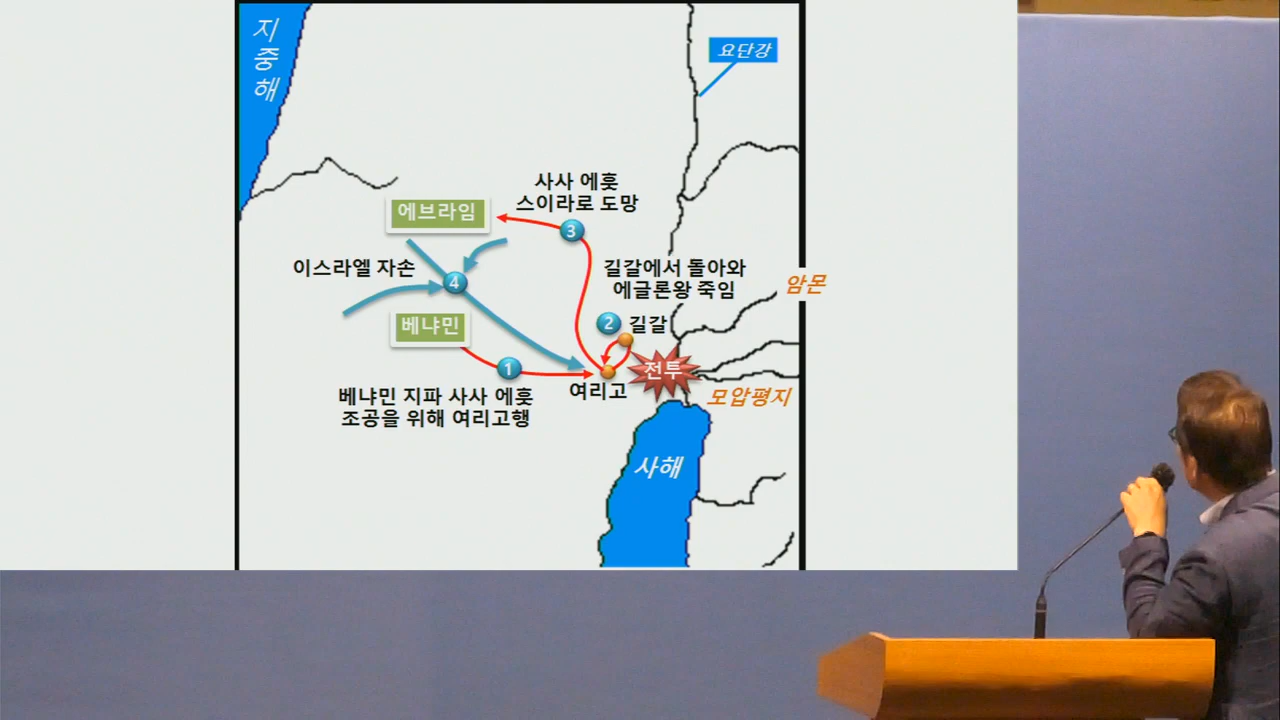 지
중
해
요단강
사사 에훗
스이라로 도망
에브라임
3
이스라엘 자손
4
길갈에서 돌아와
에글론왕 죽임
암몬
베냐민
2
길갈
1
전투
여리고
베냐민 지파 사사 에훗
조공을 위해 여리고행
모압평지
사해